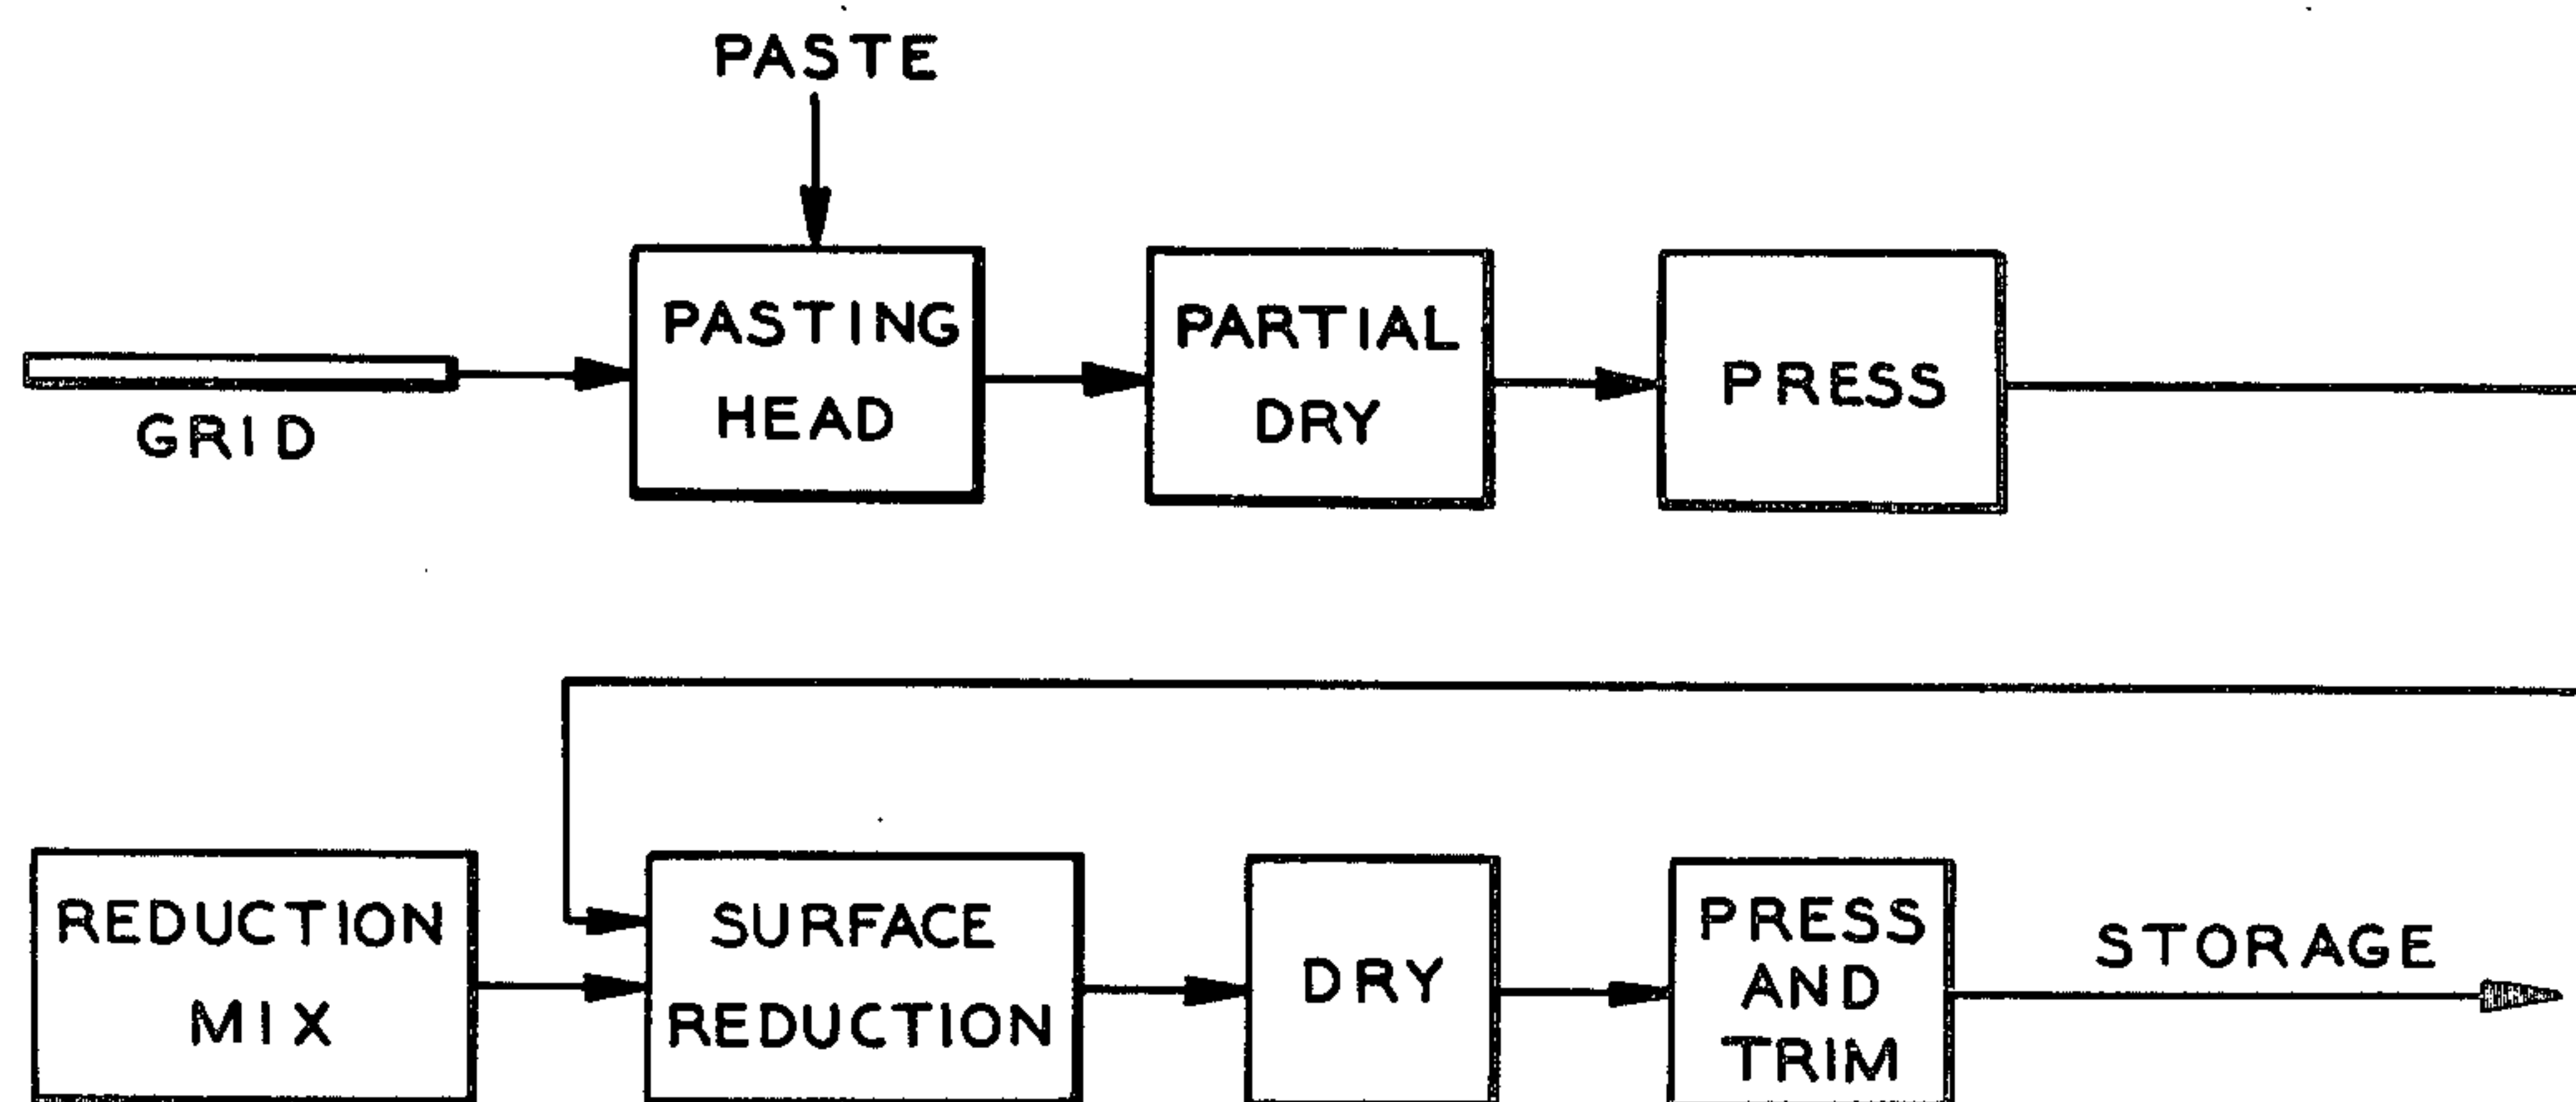 PASTE
PASTING
HEAD
PARTIAL
DRY
PRESS
GRID
REDUCTION
MIX
SURFACE
REDUCTION
DRY
PRESS
AND
TRIM
STORAGE